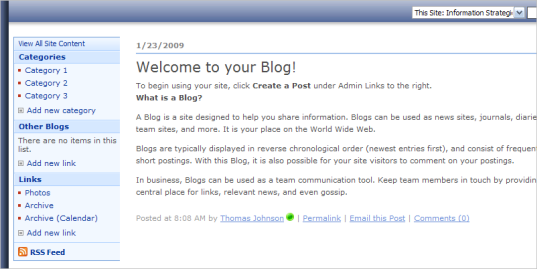 This Site: Information Strategi
View All Site Content
Categories
Category 1
Category 2
Category 3
Add new category
Other Blogs
There are no items in this
list.
Add new link
Links
Photos
Archive
Archive (Calendar)
Add new link
RSS Feed
1/23/2009
Welcome to your Blog!
To begin using your site, click Create a Post under Admin Links to the right.
What is a Blog?
A Blog is a site designed to help you share information. Blogs can be used as news sites, journals, diarie
team sites, and more. It is your place on the World Wide Web.
Blogs are typically displayed in reverse chronological order (newest entries first), and consist of frequen
short postings. With this Blog, it is also possible for your site visitors to comment on your postings.
In business, Blogs can be used as a team communication tool. Keep team members in touch by providin
central place for links, relevant news, and even gossip.
Posted at 8:08 AM by Thomas Johnson | Permalink | Email this Post | Comments (0)